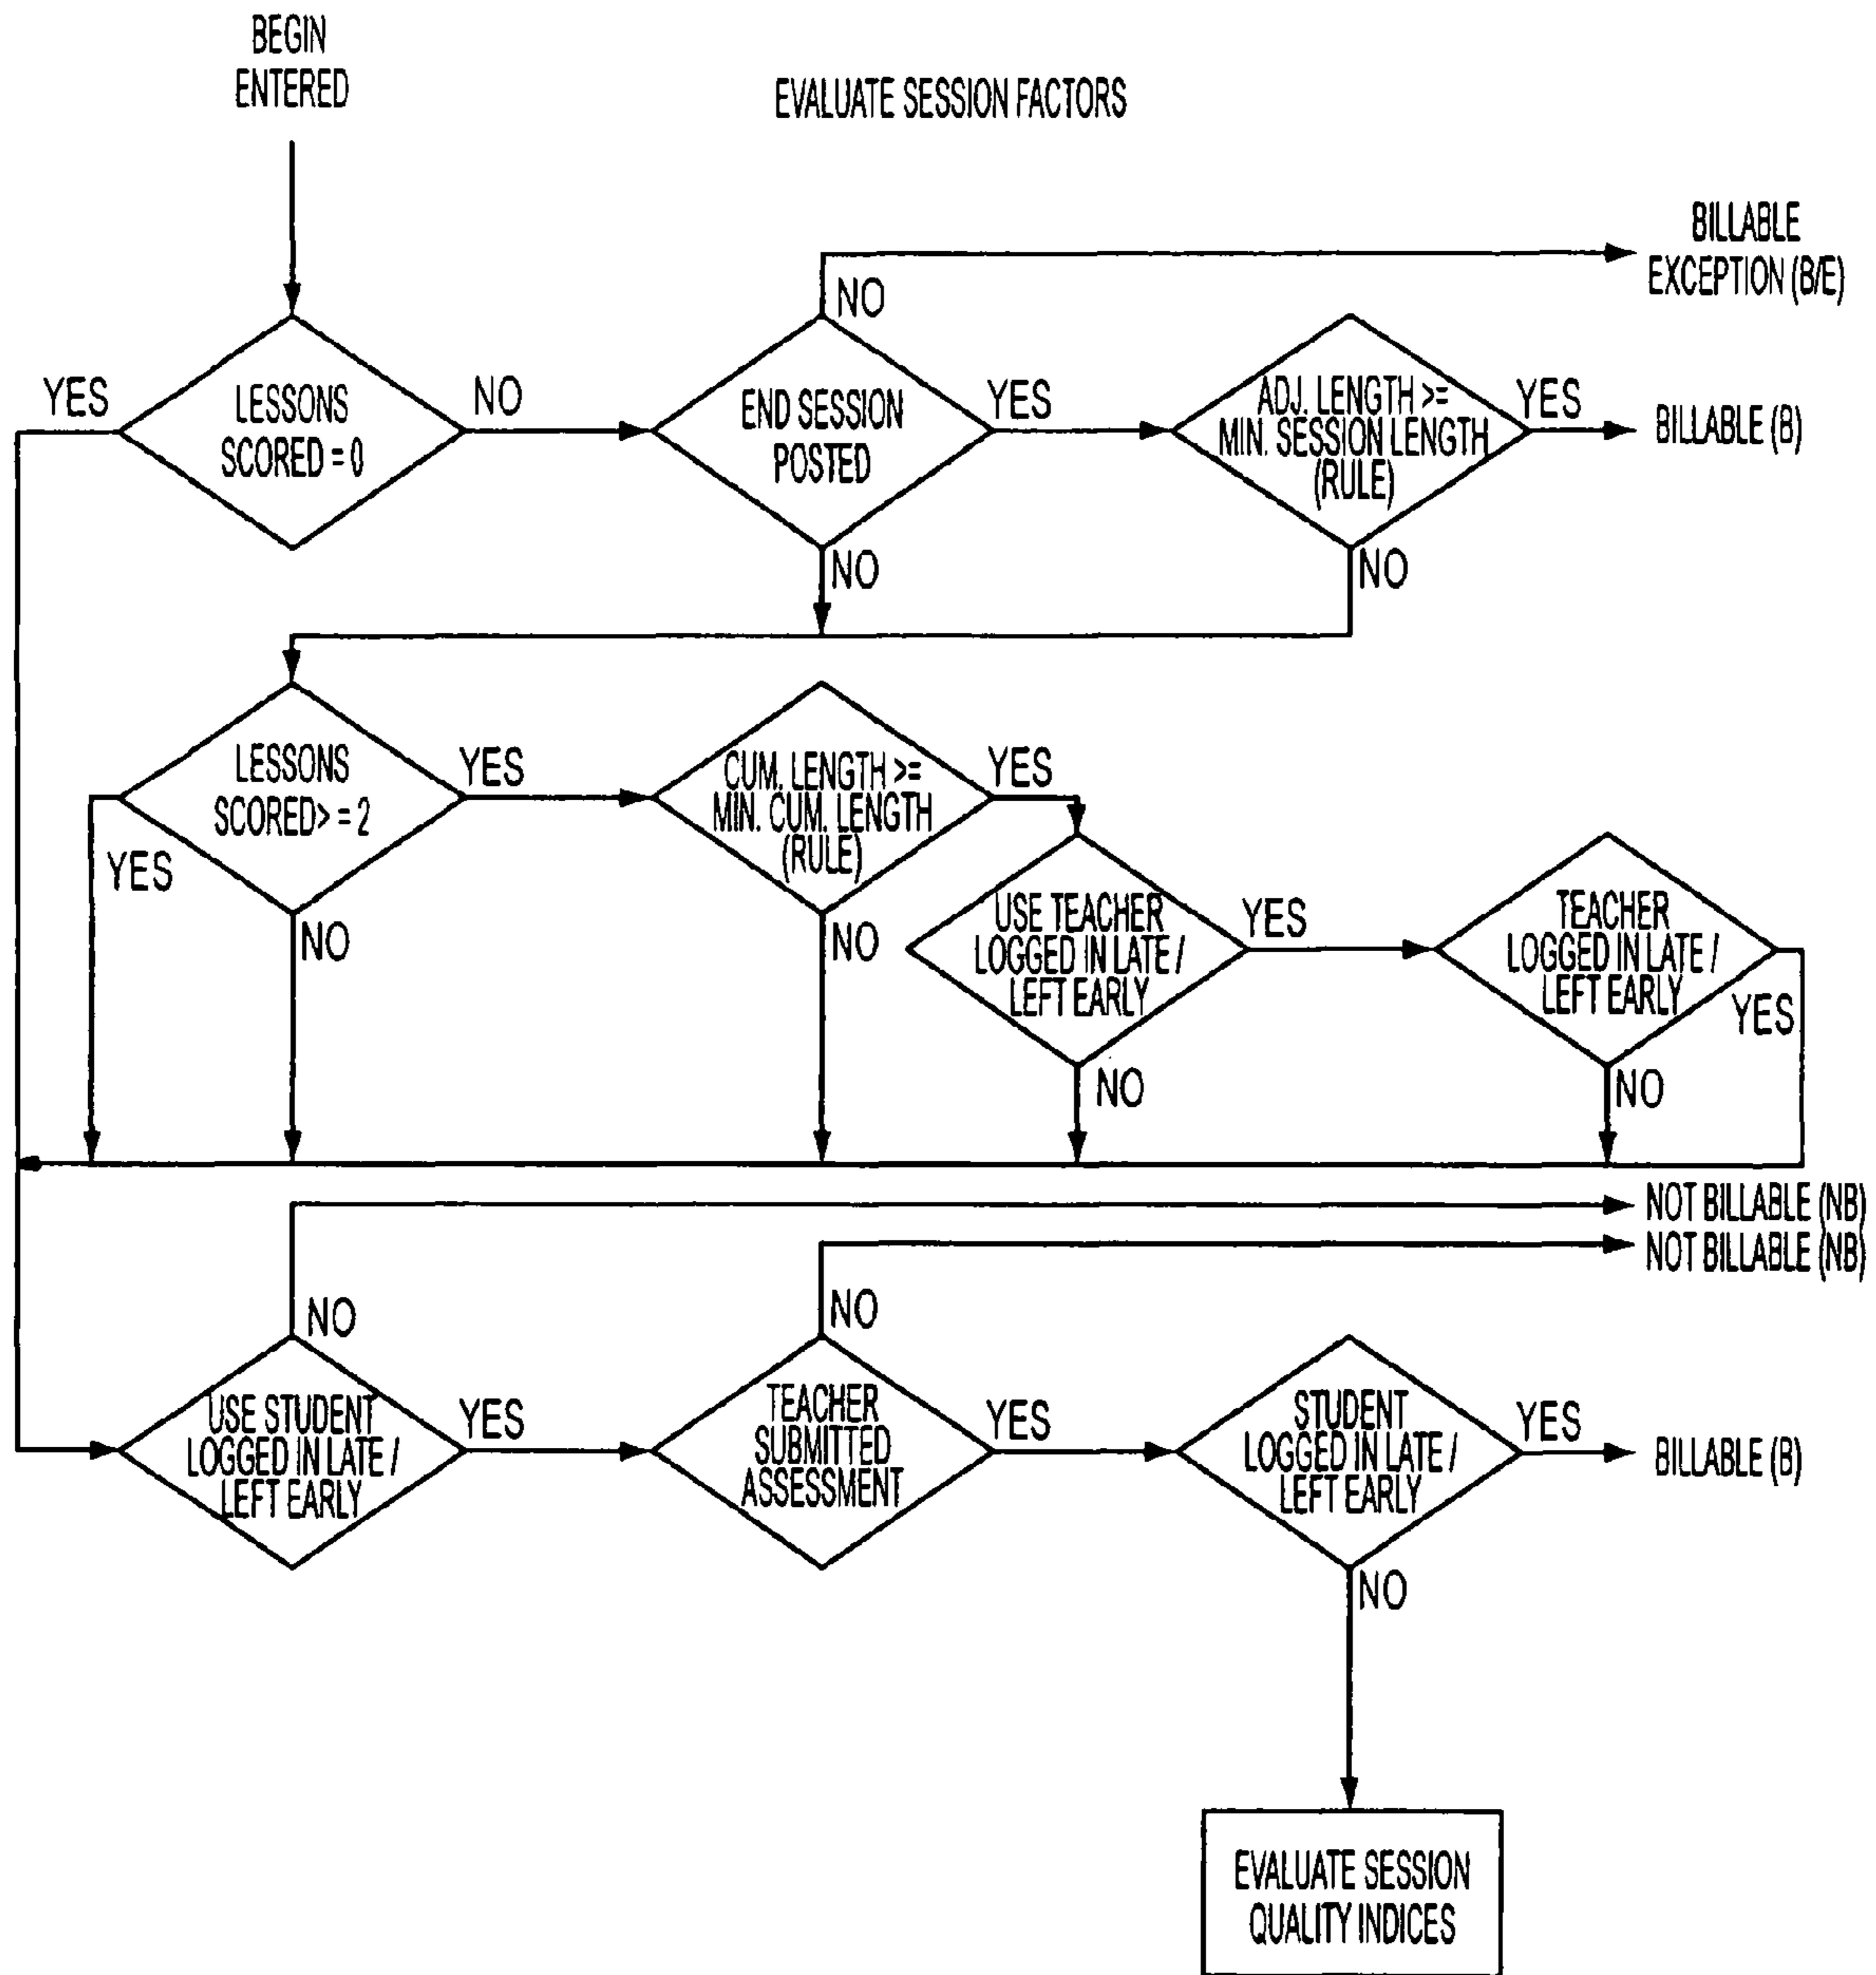 BEGIN
ENTERED
EVALUATE SESSION FACTORS
BILLABLE
EXCEPTION (B/E)
NO
YES
LESSONS
SCORED = 0
NO
END SESSION
POSTED
YES
ADJ. LENGTH >=
MIN. SESSION LENGTH
(RULE)
YES
BILLABLE (B)
NO
NO
LESSONS
SCORED> = 2
YES
CUM. LENGTH >=
MIN. CUM. LENGTH
(RULE)
YES
YES
NO
NO
USE TEACHER
LOGGED IN LATE /
LEFT EARLY
YES
TEACHER
LOGGED IN LATE /
LEFT EARLY
YES
NO
NO
NOT BILLABLE (NB)
NOT BILLABLE (NB)
NO
NO
USE STUDENT
LOGGED IN LATE /
LEFT EARLY
YES
TEACHER
SUBMITTED
ASSESSMENT
YES
STUDENT
LOGGED IN LATE /
LEFT EARLY
YES
BILLABLE (B)
NO
EVALUATE SESSION
QUALITY INDICES